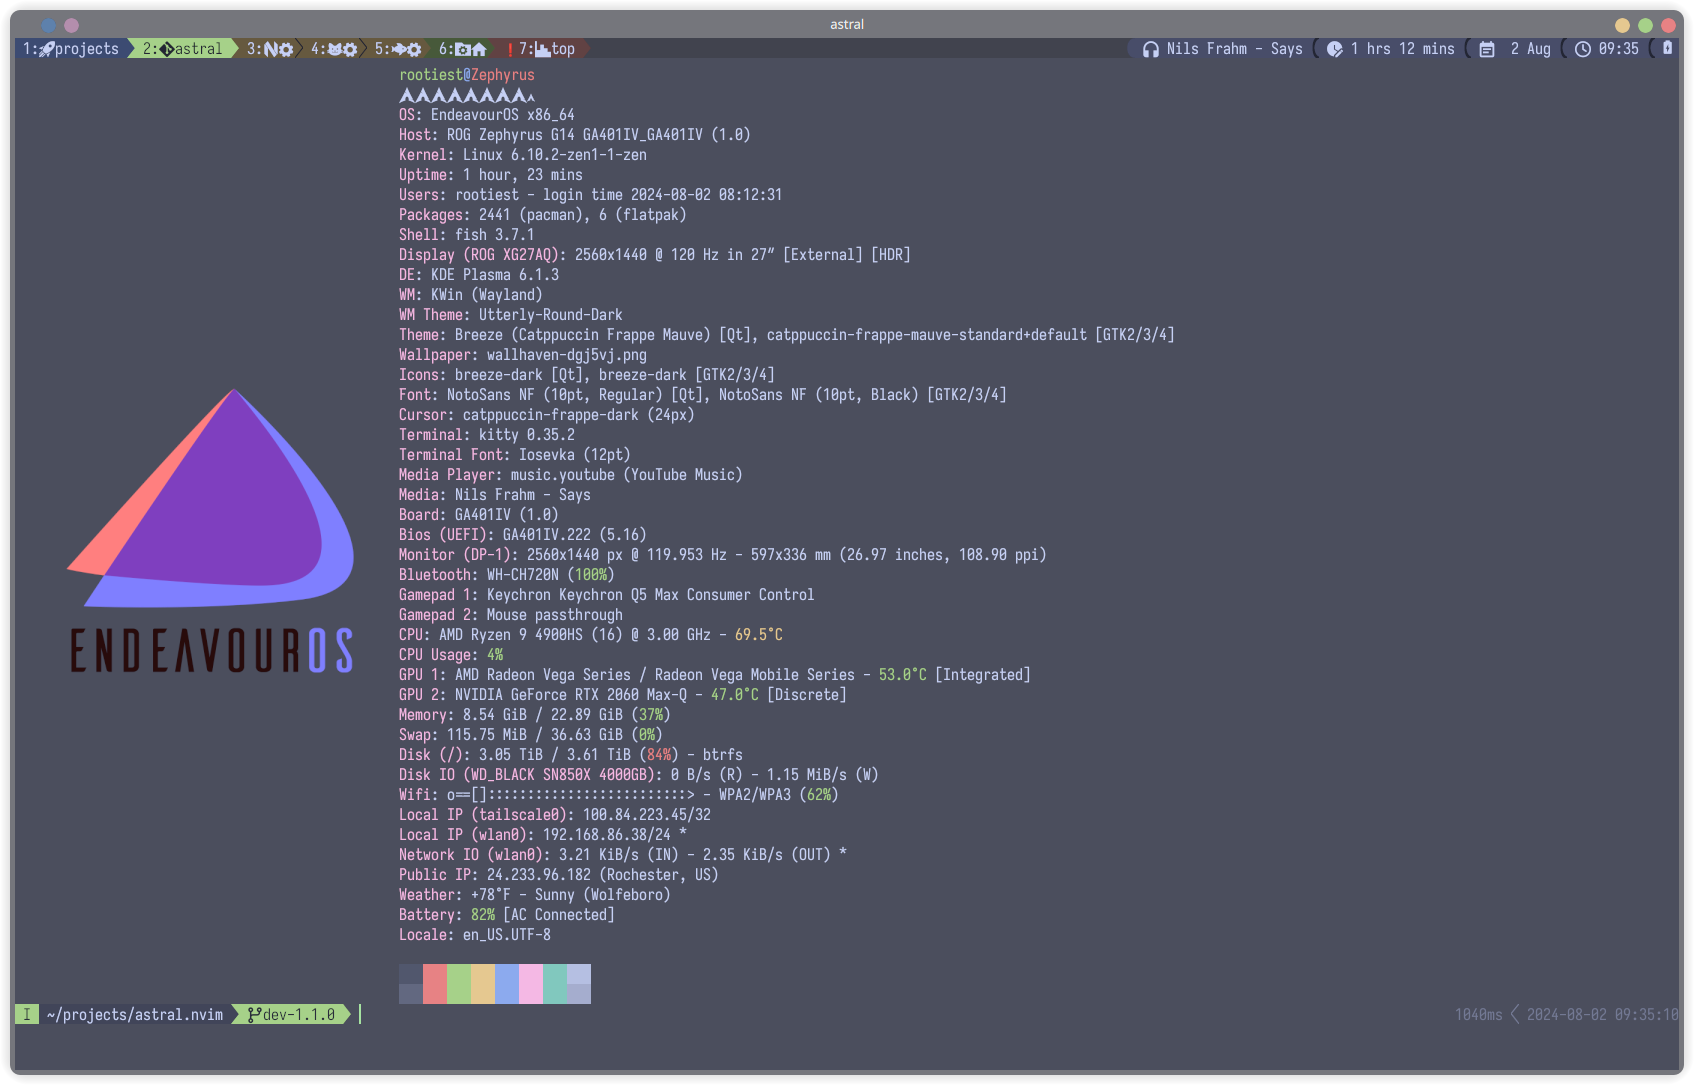 astral
1: projects 2: astral 3: 4: 5: 6: ! 7: top Nils Frahm - Says 1 hrs 12 mins 2 Aug 09:35
rootiest@Zephyrus
OS: EndeavourOS x86_64
Host: ROG Zephyrus G14 GA401IV_GA401IV (1.0)
Kernel: Linux 6.10.2-zen1-1-zen
Uptime: 1 hour, 23 mins
Users: rootiest - login time 2024-08-02 08:12:31
Packages: 2441 (pacman), 6 (flatpak)
Shell: fish 3.7.1
Display (ROG XG27AQ): 2560x1440 @ 120 Hz in 27″ [External] [HDR]
DE: KDE Plasma 6.1.3
WM: KWin (Wayland)
WM Theme: Utterly-Round-Dark
Theme: Breeze (Catppuccin Frappe Mauve) [Qt], catppuccin-frappe-mauve-standard+default [GTK2/3/4]
Wallpaper: wallhaven-dgj5vj.png
Icons: breeze-dark [Qt], breeze-dark [GTK2/3/4]
Font: NotoSans NF (10pt, Regular) [Qt], NotoSans NF (10pt, Black) [GTK2/3/4]
Cursor: catppuccin-frappe-dark (24px)
Terminal: kitty 0.35.2
Terminal Font: Iosevka (12pt)
Media Player: music.youtube (YouTube Music)
Media: Nils Frahm - Says
Board: GA401IV (1.0)
Bios (UEFI): GA401IV.222 (5.16)
Monitor (DP-1): 2560x1440 px @ 119.953 Hz - 597x336 mm (26.97 inches, 108.90 ppi)
Bluetooth: WH-CH720N (100%)
Gamepad 1: Keychron Keychron Q5 Max Consumer Control
Gamepad 2: Mouse passthrough
CPU: AMD Ryzen 9 4900HS (16) @ 3.00 GHz - 69.5°C
CPU Usage: 4%
GPU 1: AMD Radeon Vega Series / Radeon Vega Mobile Series - 53.0°C [Integrated]
GPU 2: NVIDIA GeForce RTX 2060 Max-Q - 47.0°C [Discrete]
Memory: 8.54 GiB / 22.89 GiB (37%)
Swap: 115.75 MiB / 36.63 GiB (0%)
Disk (/): 3.05 TiB / 3.61 TiB (84%) - btrfs
Disk IO (WD_BLACK SN850X 4000GB): 0 B/s (R) - 1.15 MiB/s (W)
Wifi: o==[]:::::::::::::::::::::::::> - WPA2/WPA3 (62%)
Local IP (tailscale0): 100.84.223.45/32
Local IP (wlan0): 192.168.86.38/24 *
Network IO (wlan0): 3.21 KiB/s (IN) - 2.35 KiB/s (OUT) *
Public IP: 24.233.96.182 (Rochester, US)
Weather: +78°F - Sunny (Wolfeboro)
Battery: 82% [AC Connected]
Locale: en_US.UTF-8
ENDEAVOUROS
I ~/projects/astral.nvim dev-1.1.0 1040ms 2024-08-02 09:35:10